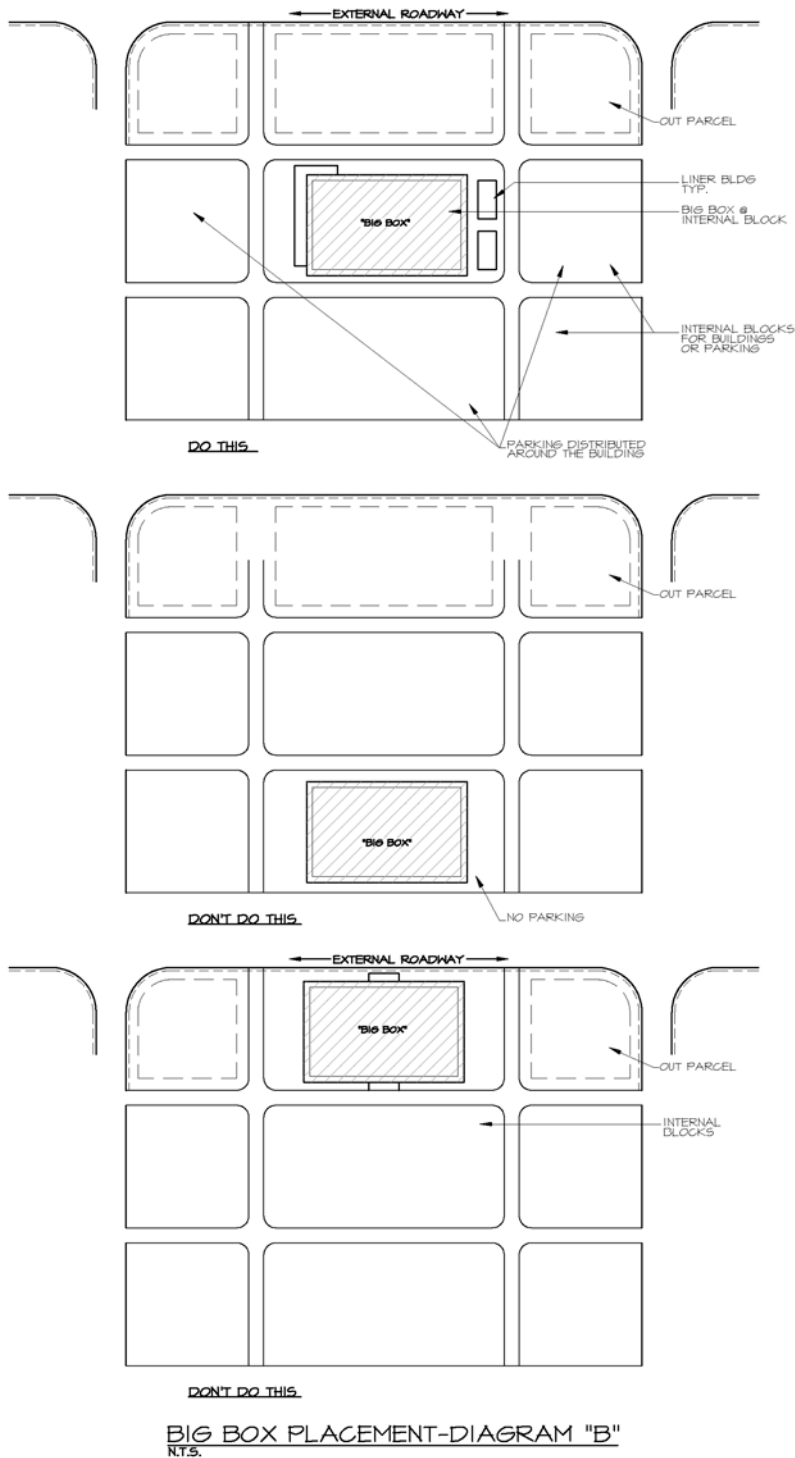 EXTERNAL ROADWAY
OUT PARCEL
LINER BLDG
TYP.
"BIG BOX"
BIG BOX @
INTERNAL BLOCK
INTERNAL BLOCKS
FOR BUILDINGS
OR PARKING
DO THIS
PARKING DISTRIBUTED
AROUND THE BUILDING
OUT PARCEL
"BIG BOX"
DON'T DO THIS
NO PARKING
EXTERNAL ROADWAY
"BIG BOX"
OUT PARCEL
INTERNAL
BLOCKS
DON'T DO THIS
BIG BOX PLACEMENT-DIAGRAM "B"
N.T.S.